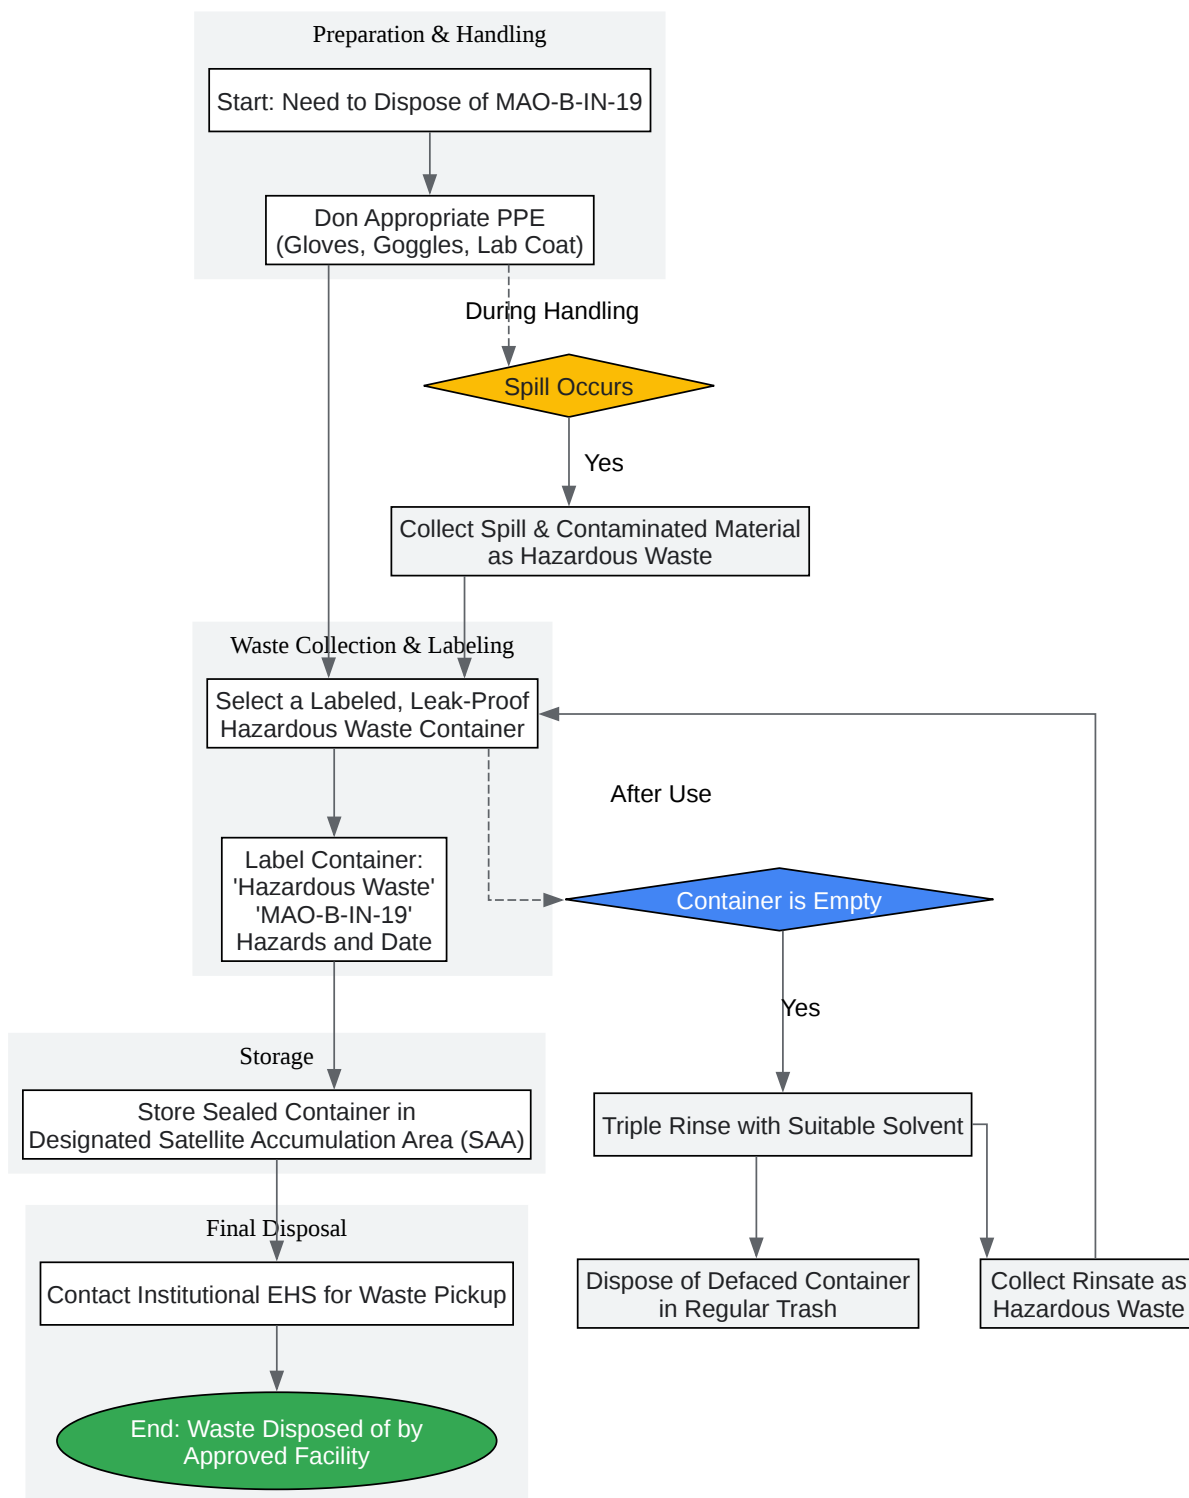 Preparation & Handling
Start: Need to Dispose of MAO-B-IN-19
Don Appropriate PPE
(Gloves, Goggles, Lab Coat)
During Handling
Spill Occurs
Yes
Collect Spill & Contaminated Material
as Hazardous Waste
Waste Collection & Labeling
Select a Labeled, Leak-Proof
Hazardous Waste Container
After Use
Label Container:
'Hazardous Waste'
'MAO-B-IN-19'
Hazards and Date
Container is Empty
Yes
Storage
Store Sealed Container in
Designated Satellite Accumulation Area (SAA)
Triple Rinse with Suitable Solvent
Final Disposal
Contact Institutional EHS for Waste Pickup
Dispose of Defaced Container
in Regular Trash
Collect Rinsate as
Hazardous Waste
End: Waste Disposed of by
Approved Facility